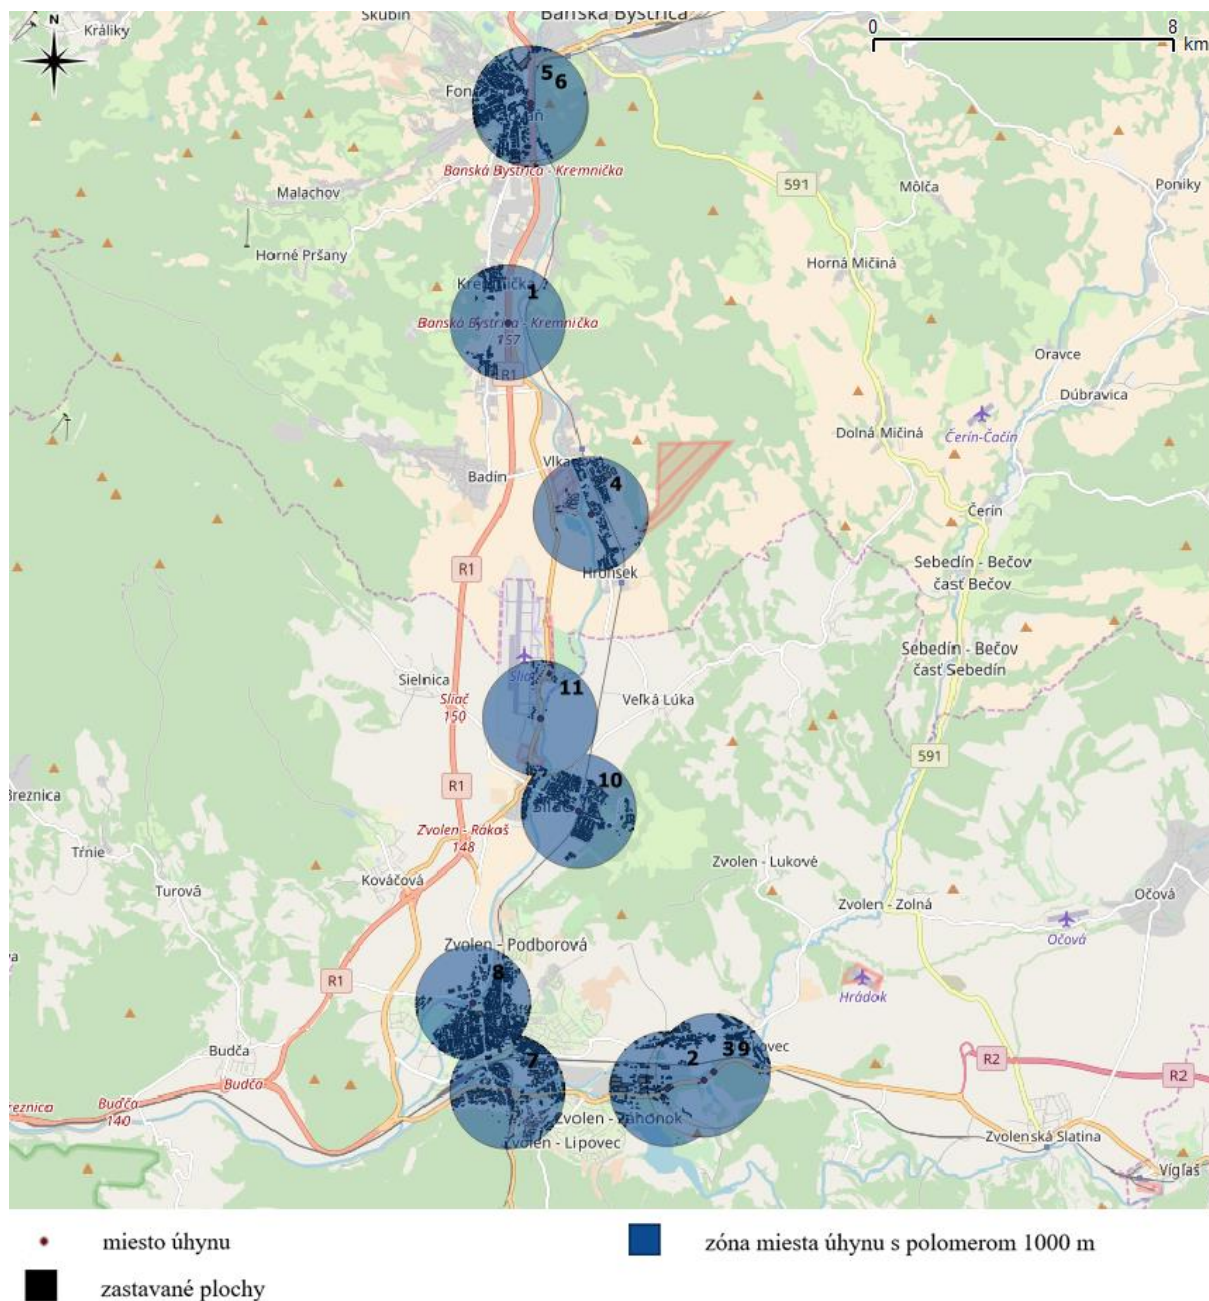 Skubín
Banská Bystrica
N
Králiky
0
8
km
5
6
Fon
Banská Bystrica - Kremnička
591
Môlča
Poniky
Malachov
Horné Pršany
Horná Mičiná
Kremnička
1
Banská Bystrica - Kremnička
157
R1
Oravce
Dúbravica
Dolná Mičiná
Čerín-Čačín
Vlka
Badín
4
Čerín
Hronsek
R1
Sebedín - Bečov
časť Bečov
Sebedín - Bečov
časť Sebedín
Sielnica
Sliač
150
11
Veľká Lúka
591
R1
10
Breznica
Zvolen - Rákoš
148
Tŕnie
Turová
Kováčová
Zvolen - Lukové
Zvolen - Zolná
Očová
Očová
Zvolen - Podborová
8
R1
Hrádok
Budča
7
2
3
9
ovec
R2
R2
Budča
Budča
140
reznica
Zvolen - Zahonok
Zvolen - Lipovec
Zvolenská Slatina
Vígľaš
miesto úhynu
zóna miesta úhynu s polomerom 1000 m
zastavané plochy